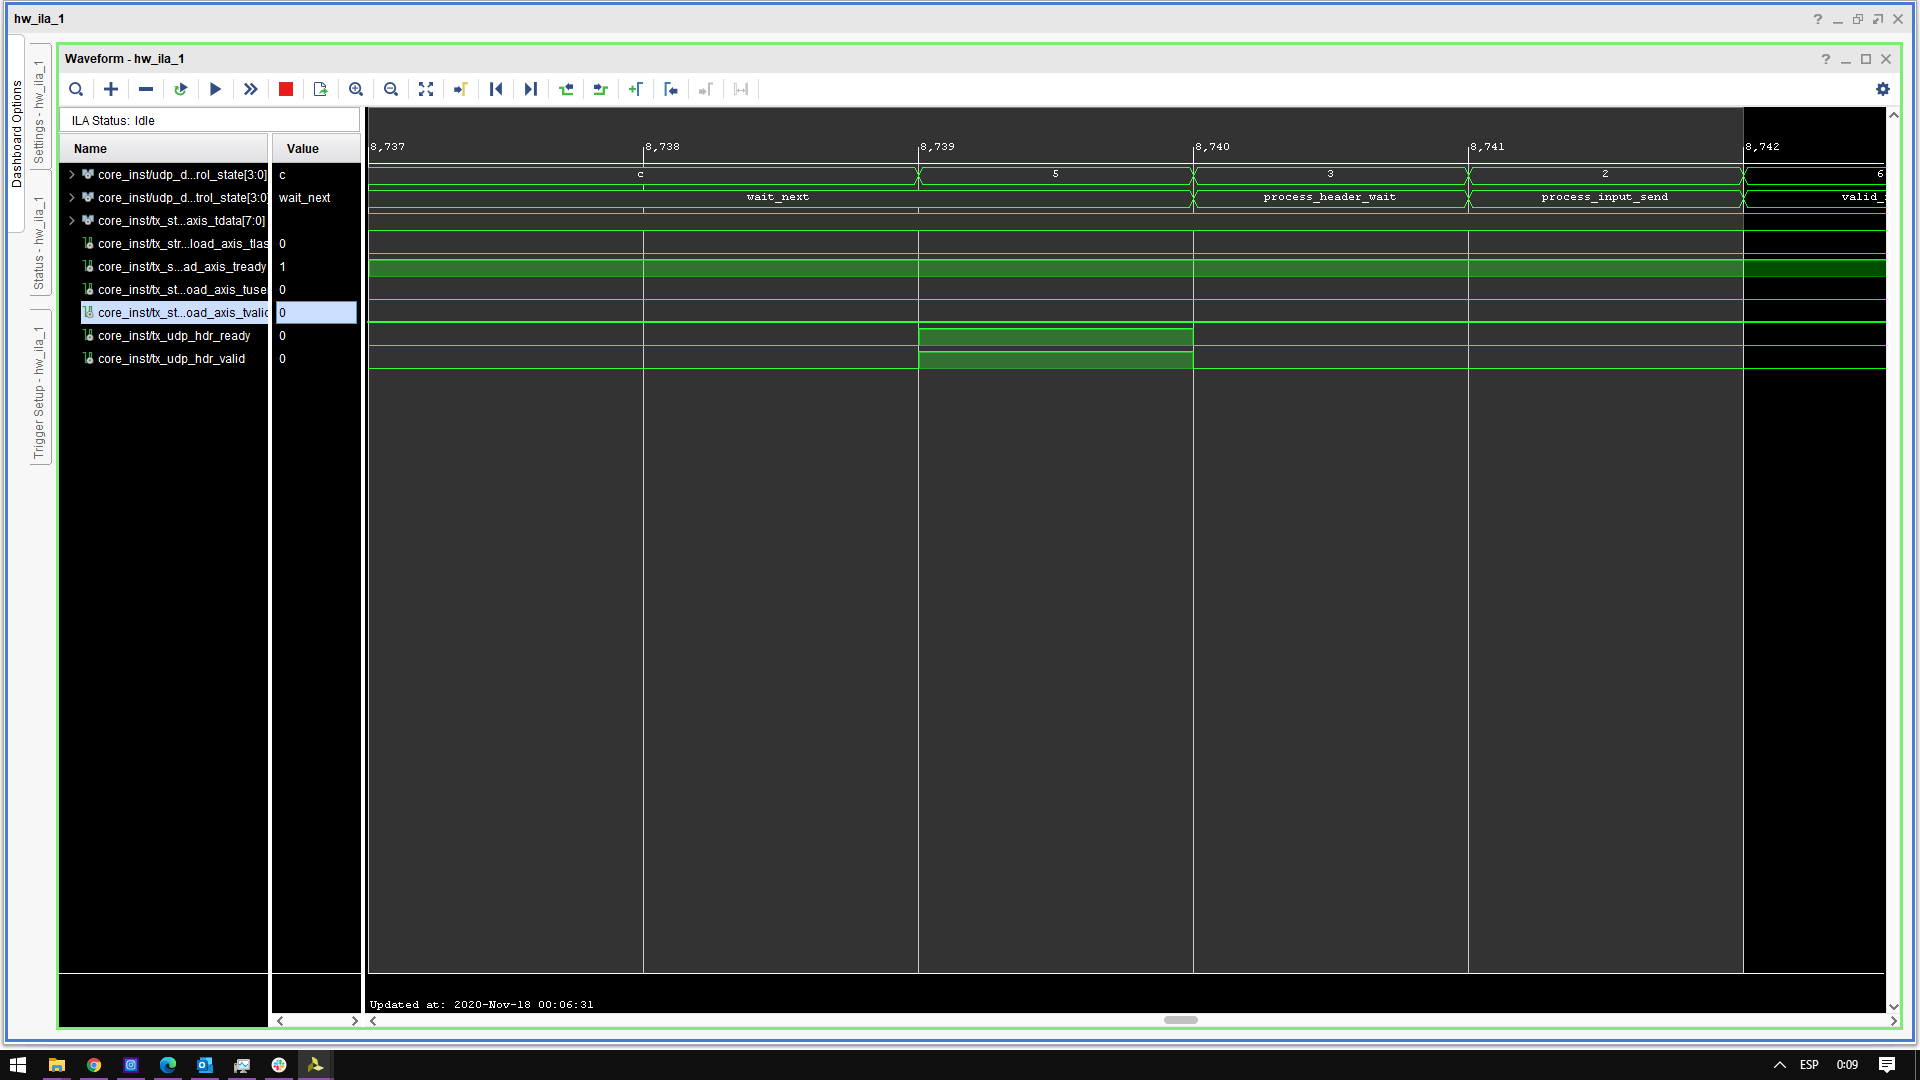 hw_ila_1
Waveform - hw_ila_1
Dashboard Options
Settings - hw_ila_1
Status - hw_ila_1
Trigger Setup - hw_ila_1
ILA Status: Idle
Name Value
8,737 8,738 8,739 8,740 8,741 8,742
core_inst/udp_d...rol_state[3:0] c c 5 3 2 6
core_inst/udp_d...trol_state[3:0] wait_next wait_next process_header_wait process_input_send valid_
core_inst/tx_st...axis_tdata[7:0]
core_inst/tx_str...load_axis_tlas 0
core_inst/tx_s...ad_axis_tready 1
core_inst/tx_st...oad_axis_tuse 0
core_inst/tx_st...oad_axis_tvalid 0
core_inst/tx_udp_hdr_ready 0
core_inst/tx_udp_hdr_valid 0
Updated at: 2020-Nov-18 00:06:31
ESP 0:09